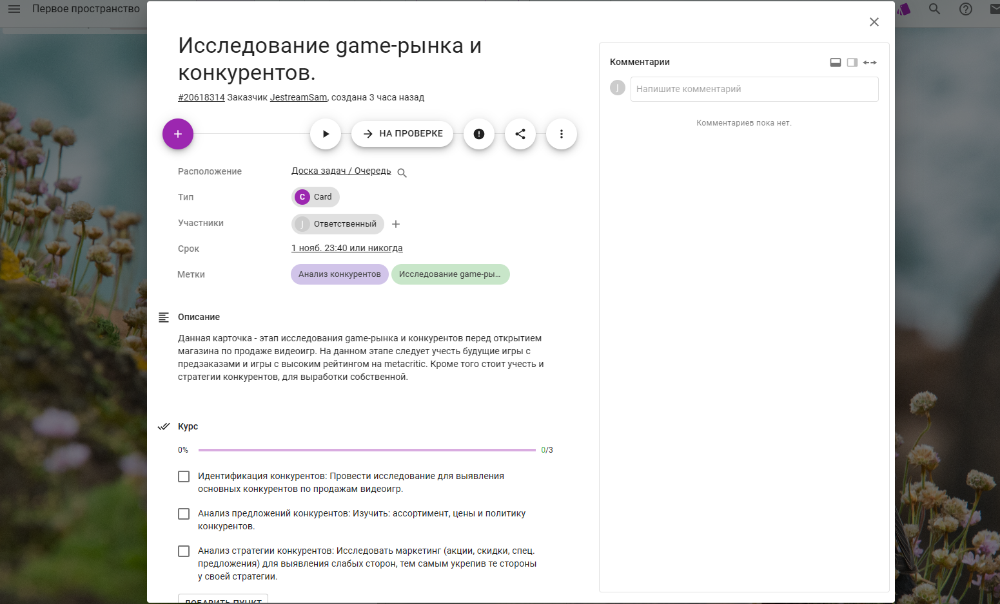 Первое пространство
Исследование game-рынка и
конкурентов.
#20618314 Заказчик JestreamSam, создана 3 часа назад
НА ПРОВЕРКЕ
Расположение
Доска задач / Очередь
Тип
C Card
Участники
J Ответственный
Срок
1 нояб. 23:40 или никогда
Метки
Анализ конкурентов
Исследование game-ры...
Описание
Данная карточка - этап исследования game-рынка и конкурентов перед открытием
магазина по продаже видеоигр. На данном этапе следует учесть будущие игры с
предзаказами и игры с высоким рейтингом на metacritic. Кроме того стоит учесть и
стратегии конкурентов, для выработки собственной.
Курс
0%
0/3
Идентификация конкурентов: Провести исследование для выявления
основных конкурентов по продажам видеоигр.
Анализ предложений конкурентов: Изучить: ассортимент, цены и политику
конкурентов.
Анализ стратегии конкурентов: Исследовать маркетинг (акции, скидки, спец.
предложения) для выявления слабых сторон, тем самым укрепив те стороны
у своей стратегии.
ДОБАВИТЬ ПУНКТ
Комментарии
J
Напишите комментарий
Комментариев пока нет.